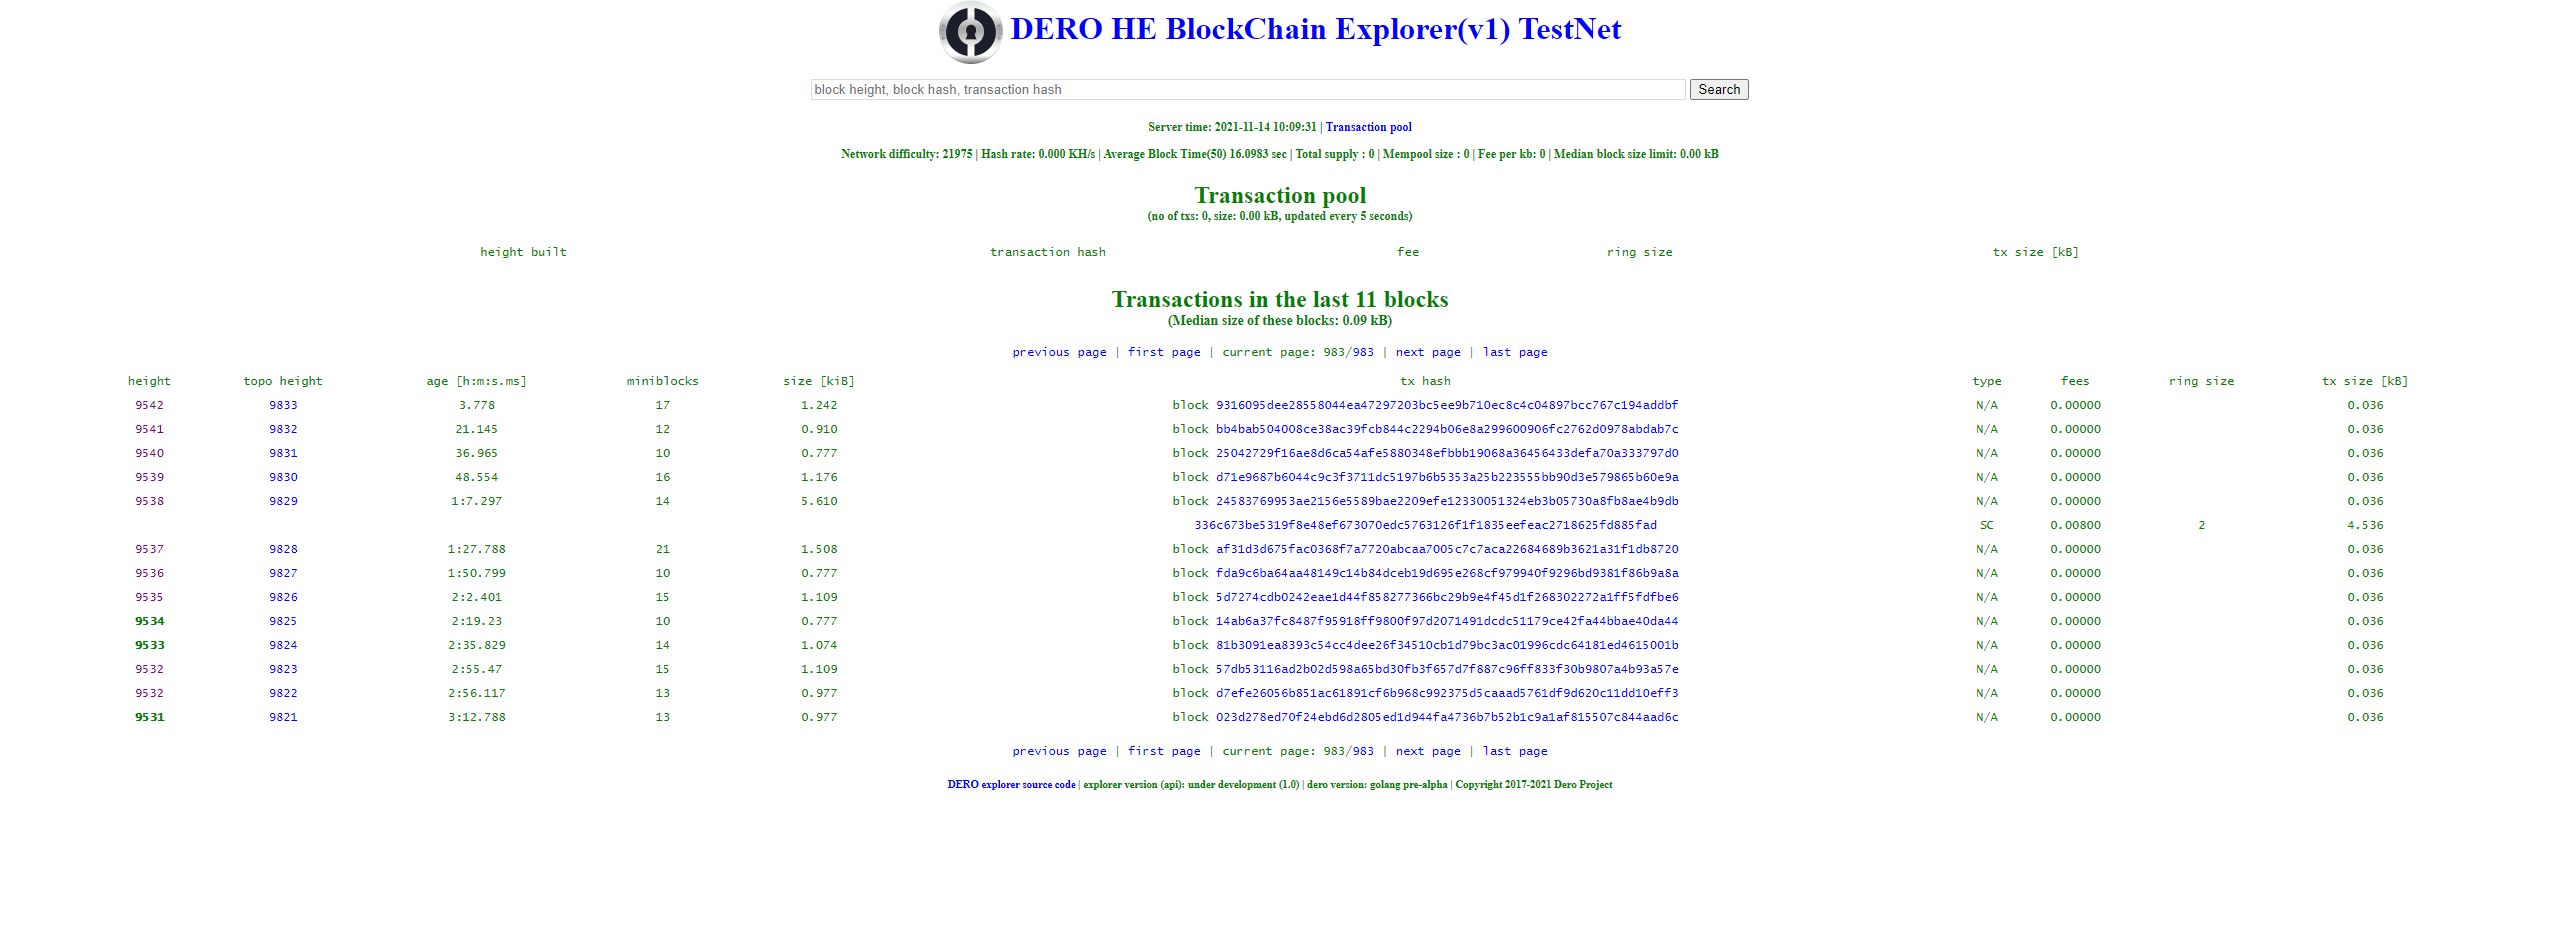 DERO HE BlockChain Explorer(v1) TestNet
block height, block hash, transaction hash Search
Server time: 2021-11-14 10:09:31 | Transaction pool
Network difficulty: 21975 | Hash rate: 0.000 KH/s | Average Block Time(50) 16.0983 sec | Total supply : 0 | Mempool size : 0 | Fee per kb: 0 | Median block size limit: 0.00 kB
Transaction pool
(no of txs: 0, size: 0.00 kB, updated every 5 seconds)
height built transaction hash fee ring size tx size [kB]
Transactions in the last 11 blocks
(Median size of these blocks: 0.09 kB)
previous page | first page | current page: 983/983 | next page | last page
height topo height age [h:m:s.ms] miniblocks size [kiB] tx hash type fees ring size tx size [kB]
9542 9833 3.778 17 1.242 block 9316095dee28558044ea47297203bc5ee9b710ec8c4c04897bcc767c194addbf N/A 0.00000 0.036
9541 9832 21.145 12 0.910 block bb4bab504008ce38ac39fcb844c2294b06e8a299600906fc2762d0978abdab7c N/A 0.00000 0.036
9540 9831 36.965 10 0.777 block 25042729f16ae8d6ca54afe5880348efbbb19068a36456433defa70a333797d0 N/A 0.00000 0.036
9539 9830 48.554 16 1.176 block d71e9687b6044c9c3f3711dc5197b6b5353a25b223555bb90d3e579865b60e9a N/A 0.00000 0.036
9538 9829 1:7.297 14 5.610 block 24583769953ae2156e5589bae2209efe12330051324eb3b05730a8fb8ae4b9db N/A 0.00000 0.036
336c673be5319f8e48ef673070edc5763126f1f1835eefeac2718625fd885fad SC 0.00800 2 4.536
9537 9828 1:27.788 21 1.508 block af31d3d675fac0368f7a7720abcaa7005c7c7aca22684689b3621a31f1db8720 N/A 0.00000 0.036
9536 9827 1:50.799 10 0.777 block fda9c6ba64aa48149c14b84dceb19d695e268cf979940f9296bd9381f86b9a8a N/A 0.00000 0.036
9535 9826 2:2.401 15 1.109 block 5d7274cdb0242eae1d44f858277366bc29b9e4f45d1f268302272a1ff5fdfbe6 N/A 0.00000 0.036
9534 9825 2:19.23 10 0.777 block 14ab6a37fc8487f95918ff9800f97d2071491dcdc51179ce42fa44bbae40da44 N/A 0.00000 0.036
9533 9824 2:35.829 14 1.074 block 81b3091ea8393c54cc4dee26f34510cb1d79bc3ac01996cdc64181ed4615001b N/A 0.00000 0.036
9532 9823 2:55.47 15 1.109 block 57db53116ad2b02d598a65bd30fb3f657d7f887c96ff833f30b9807a4b93a57e N/A 0.00000 0.036
9532 9822 2:56.117 13 0.977 block d7efe26056b851ac61891cf6b968c992375d5caaad5761df9d620c11dd10eff3 N/A 0.00000 0.036
9531 9821 3:12.788 13 0.977 block 023d278ed70f24ebd6d2805ed1d944fa4736b7b52b1c9a1af815507c844aad6c N/A 0.00000 0.036
previous page | first page | current page: 983/983 | next page | last page
DERO explorer source code | explorer version (api): under development (1.0) | dero version: golang pre-alpha | Copyright 2017-2021 Dero Project